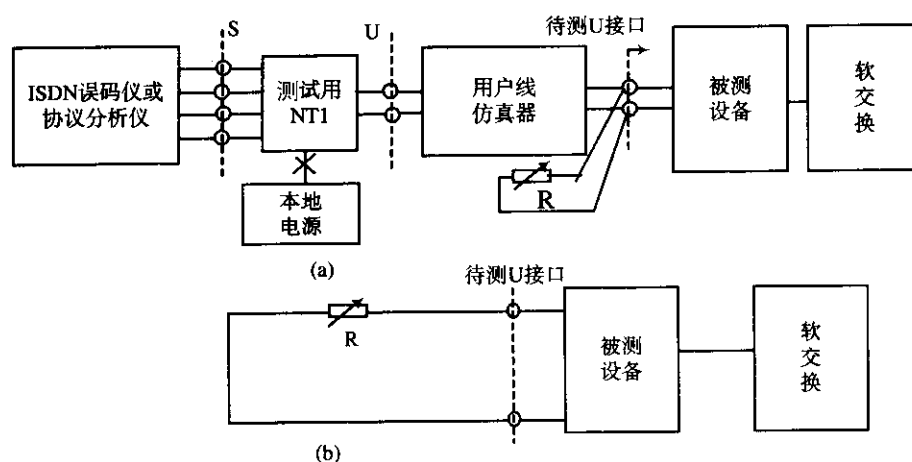 S
U
待测U接口
ISDN误码仪或
协议分析仪
测试用
NT1
用户线
仿真器
被测
设备
软
交
换
本地
电源
R
(a)
待测U接口
R
被测
设备
软
交
换
(b)